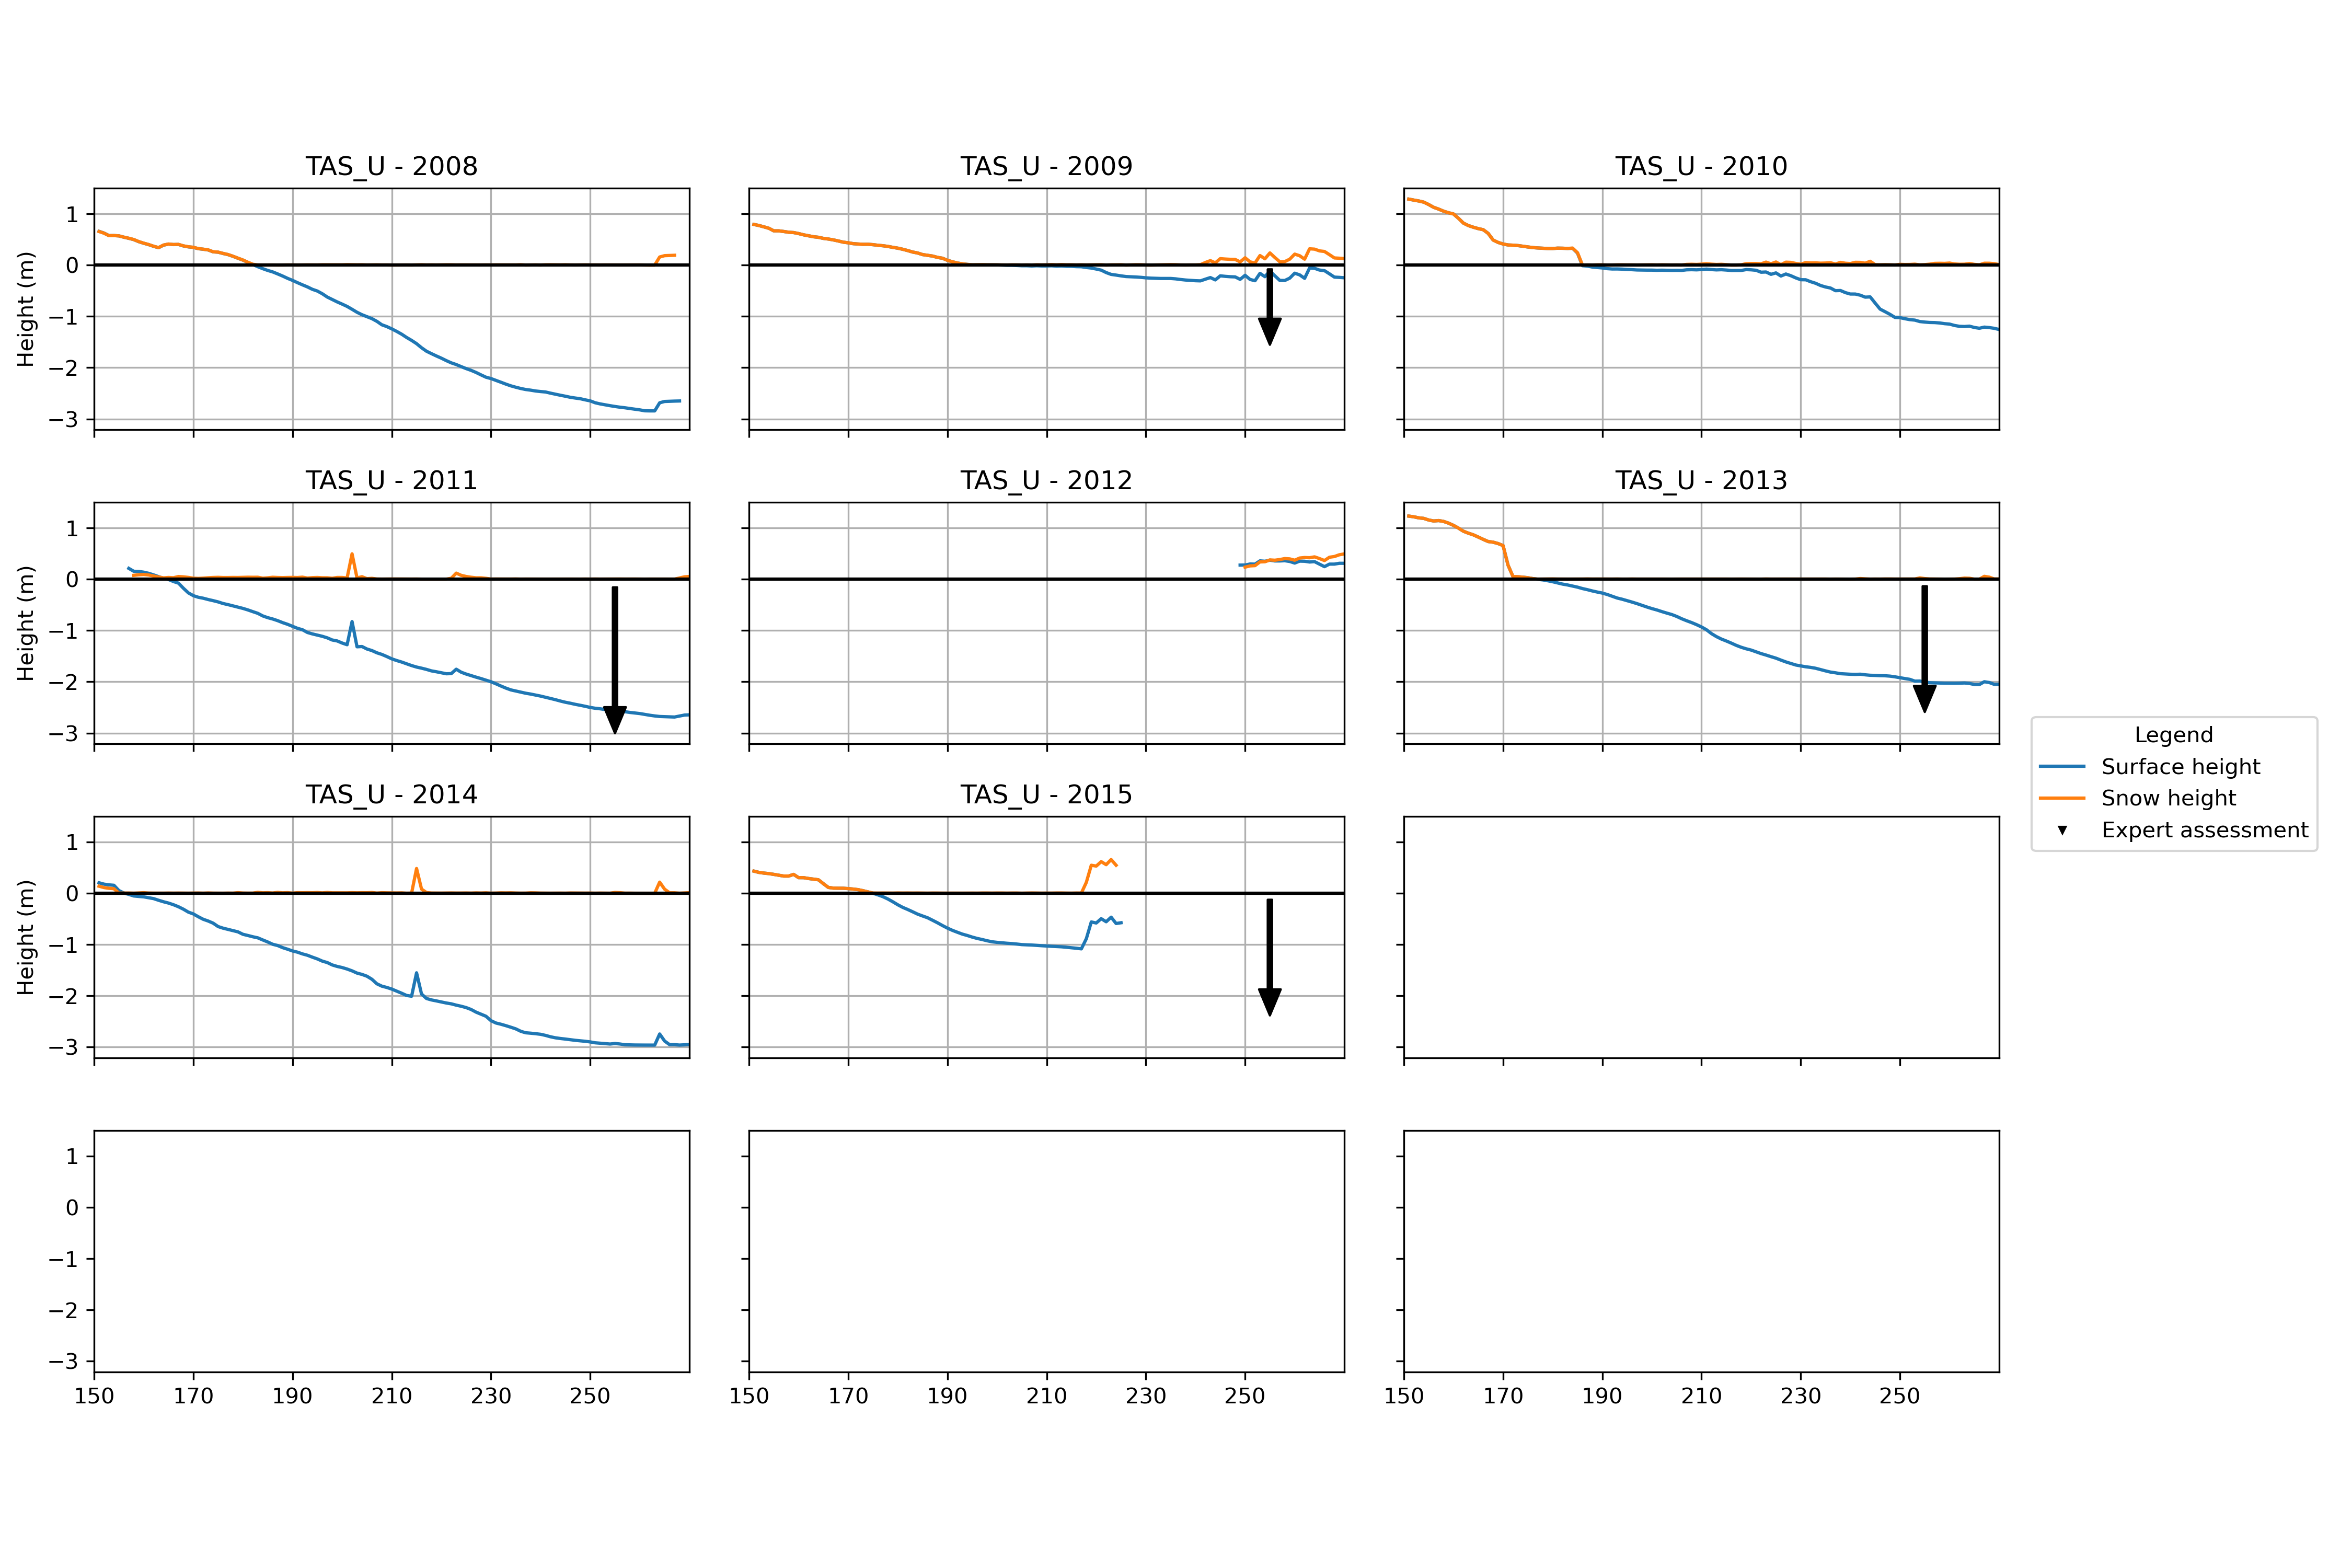 TAS_U - 2008
TAS_U - 2009
TAS_U - 2010
Height (m)
1
0
−1
−2
−3
TAS_U - 2011
TAS_U - 2012
TAS_U - 2013
Height (m)
1
0
−1
−2
−3
Legend
Surface height
Snow height
Expert assessment
TAS_U - 2014
TAS_U - 2015
Height (m)
1
0
−1
−2
−3
1
0
−1
−2
−3
150 170 190 210 230 250
150 170 190 210 230 250
150 170 190 210 230 250